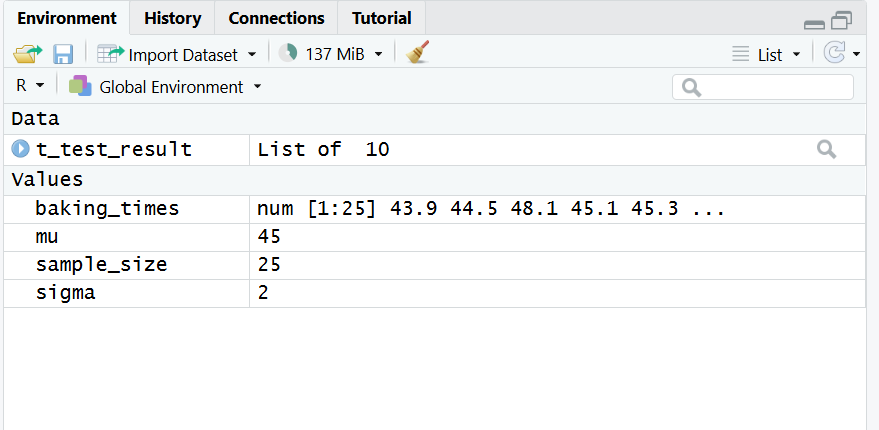 Environment History Connections Tutorial
Import Dataset 137 MiB List
R Global Environment
Data
t_test_result List of  10
Values
baking_times num [1:25] 43.9 44.5 48.1 45.1 45.3 ...
mu 45
sample_size 25
sigma 2